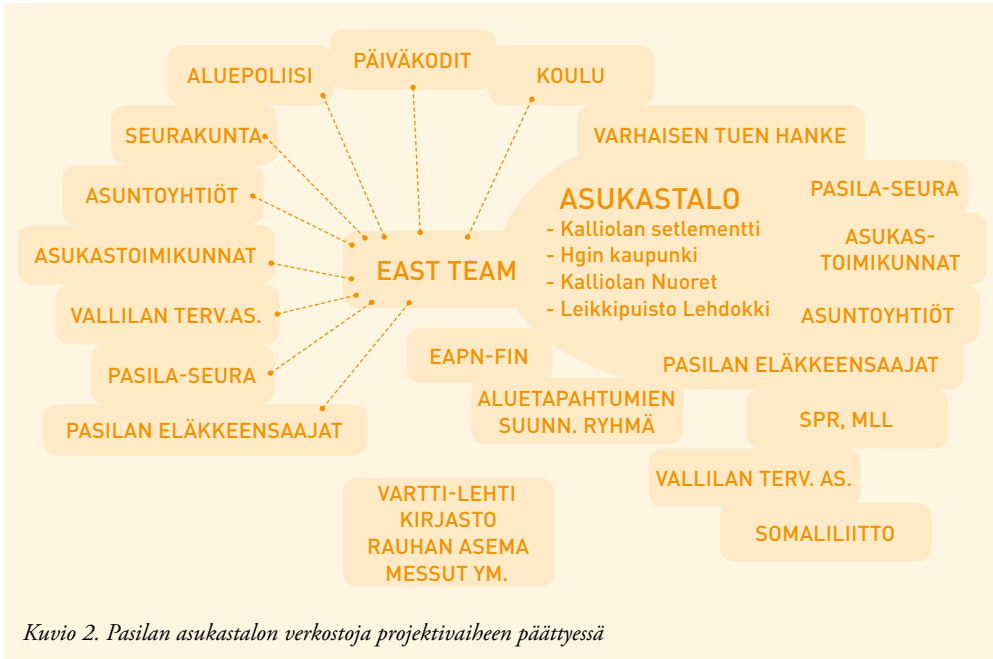 PÄIVÄKODIT
ALUEPOLIISI
KOULU
SEURAKUNTA
VARHAISEN TUEN HANKE
ASUNTOYHTIÖT
ASUKASTALO
- Kalliolan setlementti
- Hgin kaupunki
- Kalliolan Nuoret
- Leikkipuisto Lehdokki
PASILA-SEURA
ASUKAS-
TOIMIKUNNAT
ASUKASTOIMIKUNNAT
EAST TEAM
VALLILAN TERV.AS.
ASUNTOYHTIÖT
EAPN-FIN
PASILAN ELÄKKEENSAAJAT
PASILA-SEURA
ALUETAPAHTUMIEN
SUUNN. RYHMÄ
SPR, MLL
PASILAN ELÄKKEENSAAJAT
VALLILAN TERV. AS.
VARTTI-LEHTI
KIRJASTO
RAUHAN ASEMA
MESSUT YM.
SOMALILIITTO
Kuvio 2. Pasilan asukastalon verkostoja projektivaiheen päättyessä